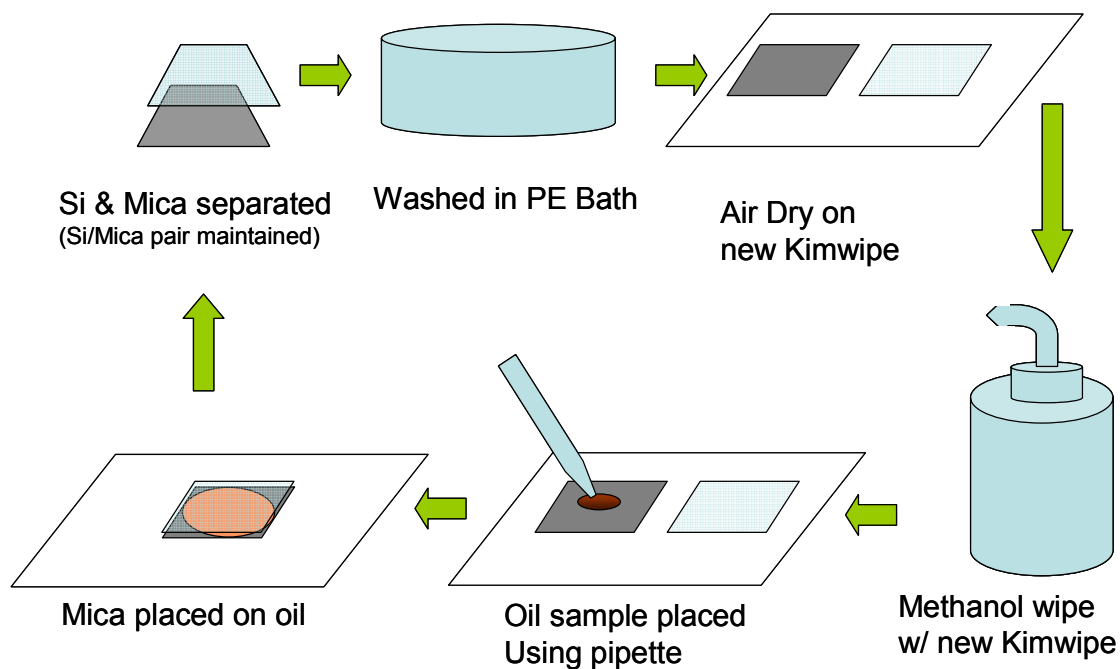 Si & Mica separated
(Si/Mica pair maintained)
Washed in PE Bath
Air Dry on
new Kimwipe
Methanol wipe
w/ new Kimwipe
Oil sample placed
Using pipette
Mica placed on oil